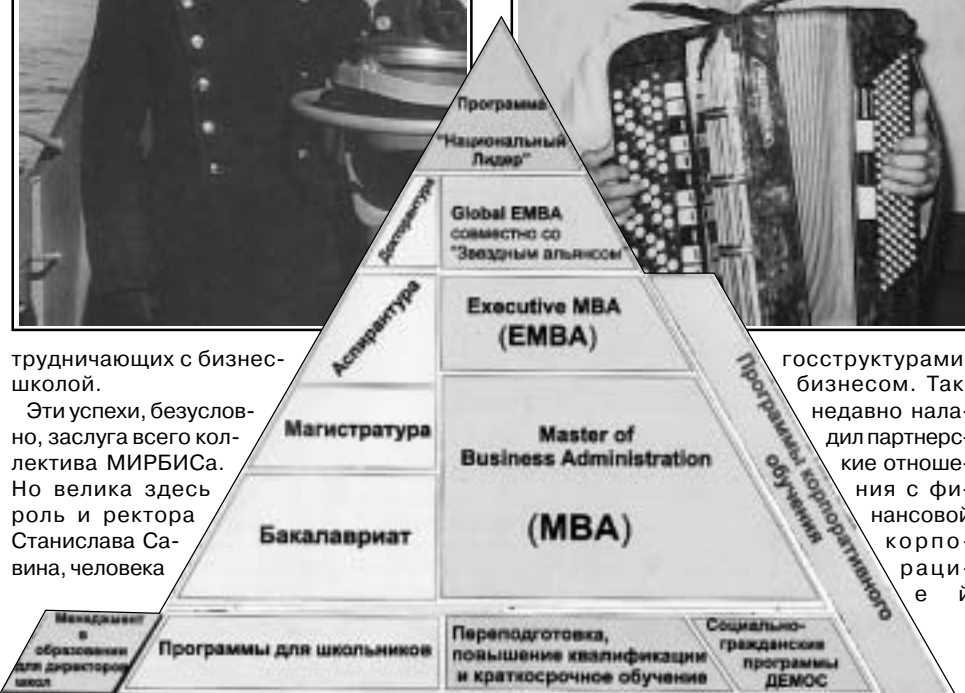 Программа
"Национальный
Лидер"
Докторантура
Global EMBA
совместно со
"Звездным альянсом"
Аспирантура
Executive MBA
(EMBA)
Магистратура
Master of
Business Administration
(MBA)
Бакалавриат
Программы корпоративного
обучения
Менеджмент
в
образовании
для директоров
школ
Программы для школьников
Переподготовка,
повышение квалификации
и краткосрочное обучение
Социально-
гражданские
программы
ДЕМОС
трудничающих с бизнес-
школой.
Эти успехи, безуслов-
но, заслуга всего кол-
лектива МИРБИСа.
Но велика здесь
роль и ректора
Станислава Са-
вина, человека
госструктурами
бизнесом. Так
недавно нала-
дил партнерс-
кие отноше-
ния с фи-
нансовой
корпо-
раци-
е й